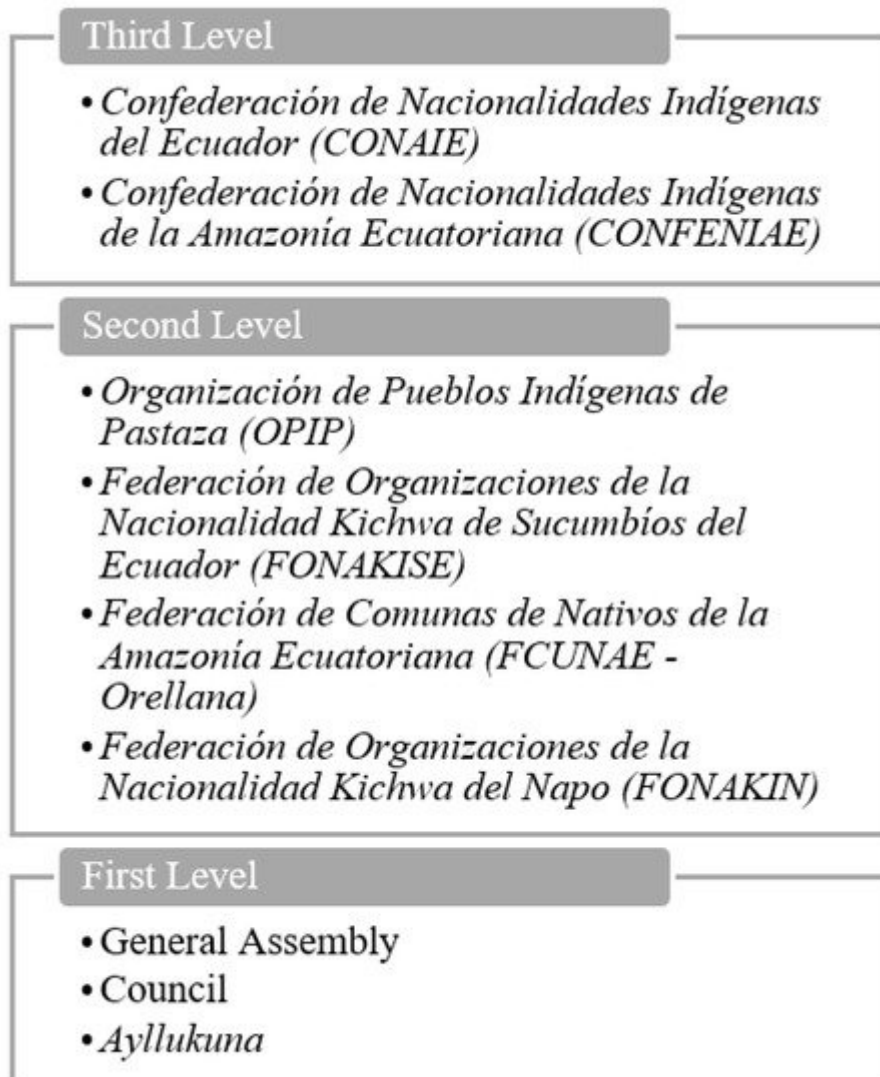 Third Level
• Confederación de Nacionalidades Indígenas
del Ecuador (CONAIE)
• Confederación de Nacionalidades Indígenas
de la Amazonía Ecuatoriana (CONFENIAE)
Second Level
• Organización de Pueblos Indígenas de
Pastaza (OPIP)
• Federación de Organizaciones de la
Nacionalidad Kichwa de Sucumbíos del
Ecuador (FONAKISE)
• Federación de Comunas de Nativos de la
Amazonía Ecuatoriana (FCUNAE -
Orellana)
• Federación de Organizaciones de la
Nacionalidad Kichwa del Napo (FONAKIN)
First Level
• General Assembly
• Council
• Ayllukuna